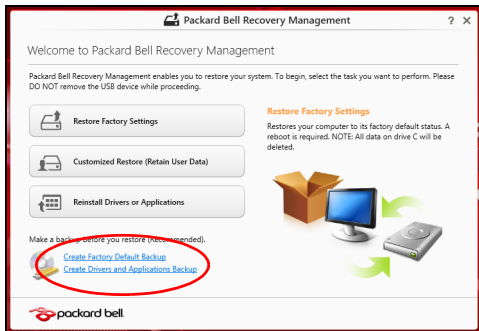 Packard Bell Recovery Management
? X
Welcome to Packard Bell Recovery Management
Packard Bell Recovery Management enables you to restore your system. To begin, select the task you want to perform. Please
DO NOT remove the USB device while proceeding.
Restore Factory Settings
Customized Restore (Retain User Data)
Reinstall Drivers or Applications
Restore Factory Settings
Restores your computer to its factory default status. A
reboot is required. NOTE: All data on drive C will be
deleted.
Make a backup before you restore (Recommended).
Create Factory Default Backup
Create Drivers and Applications Backup
packard bell